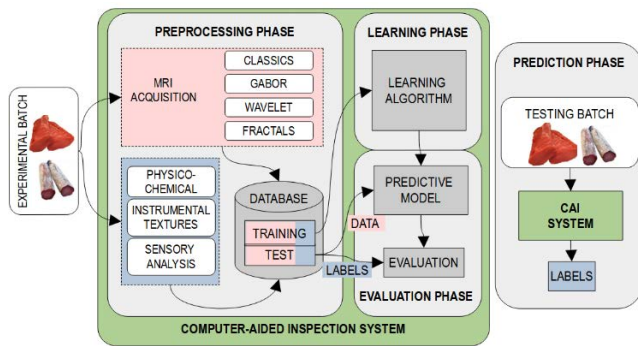 EXPERIMENTAL BATCH
PREPROCESSING PHASE
MRI
ACQUISITION
CLASSICS
GABOR
WAVELET
FRACTALS
PHYSICO-
CHEMICAL
INSTRUMENTAL
TEXTURES
SENSORY
ANALYSIS
DATABASE
TRAINING
TEST
DATA
LABELS
LEARNING PHASE
LEARNING
ALGORITHM
PREDICTIVE
MODEL
EVALUATION
EVALUATION PHASE
COMPUTER-AIDED INSPECTION SYSTEM
PREDICTION PHASE
TESTING BATCH
CAI
SYSTEM
LABELS